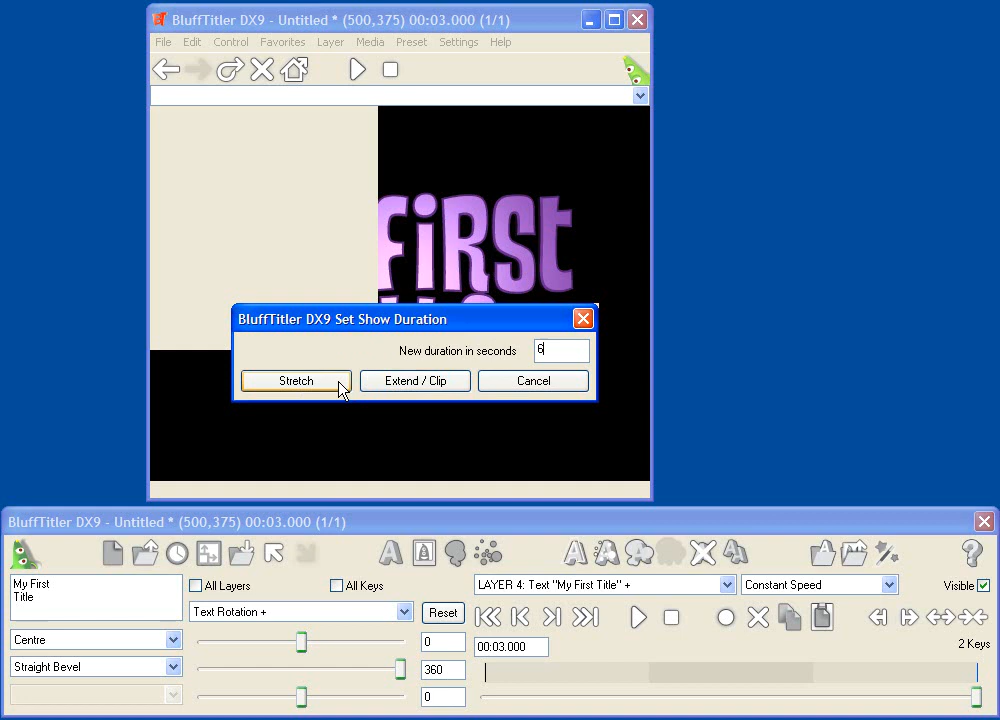 BluffTitler DX9 - Untitled * (500,375) 00:03.000 (1/1)
File Edit Control Favorites Layer Media Preset Settings Help
FiRSt
BluffTitler DX9 Set Show Duration
New duration in seconds 6
Stretch Extend / Clip Cancel
BluffTitler DX9 - Untitled * (500,375) 00:03.000 (1/1)
My First
Title
All Layers All Keys LAYER 4: Text "My First Title" + Constant Speed Visible
Text Rotation + Reset
Centre 0 00:03.000 2 Keys
Straight Bevel 360
0